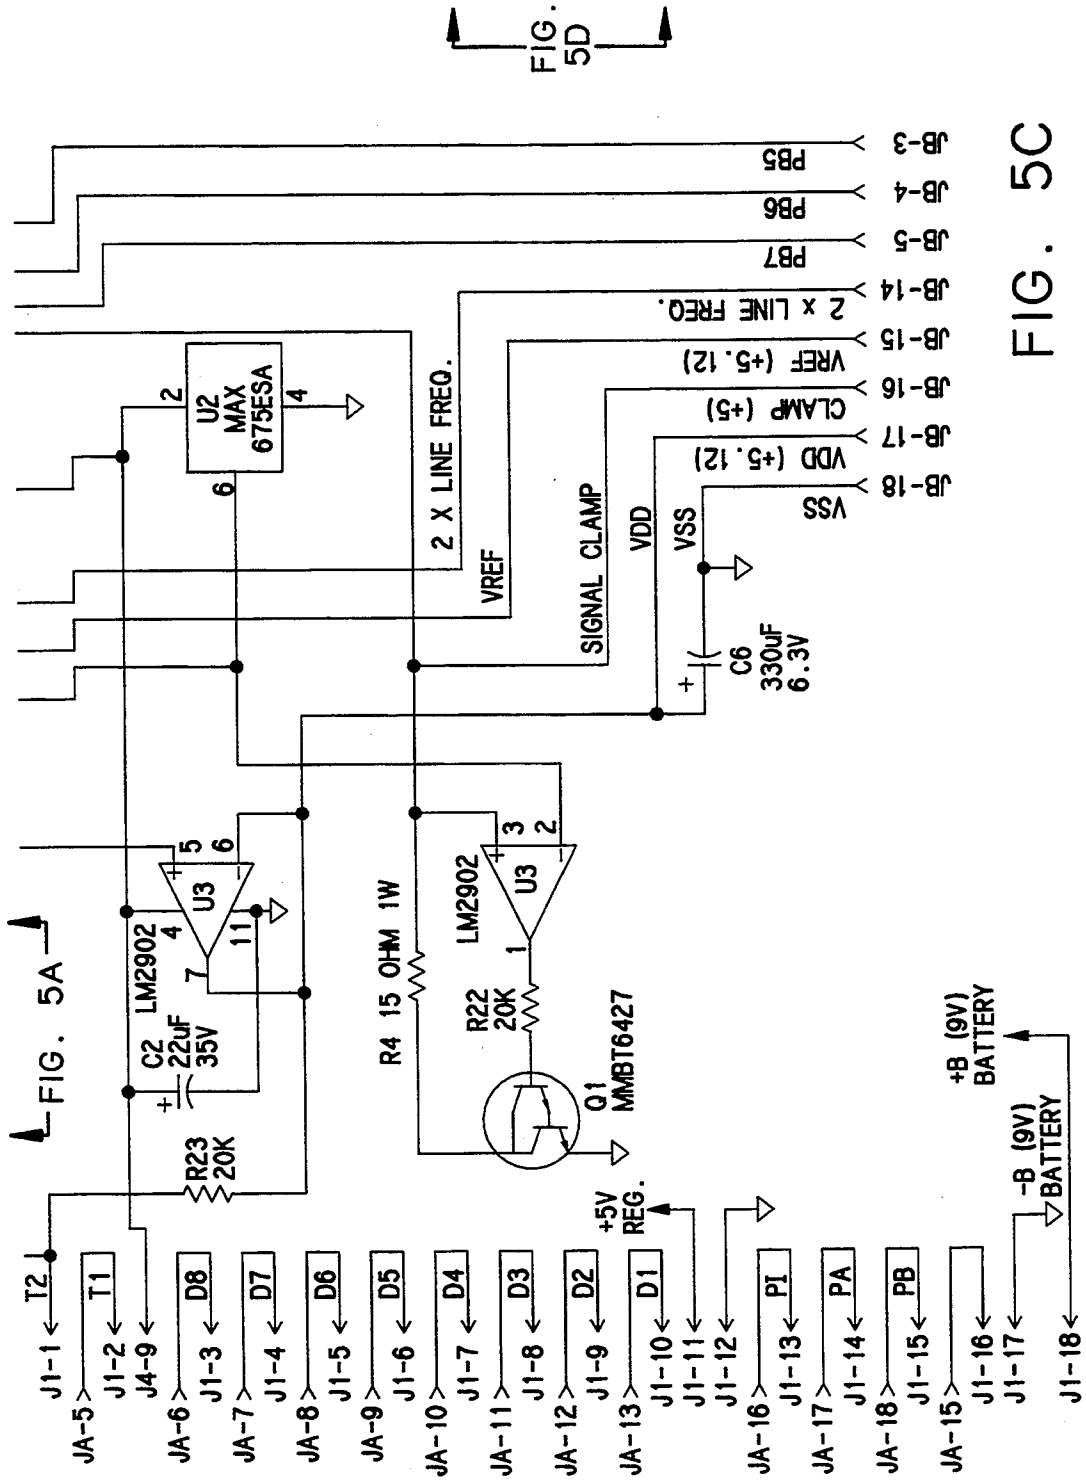 FIG. 5A
FIG.
5D
T2
J1-1
JA-5
T1
J1-2
J4-9
JA-6
D8
J1-3
JA-7
D7
J1-4
JA-8
D6
J1-5
JA-9
D5
J1-6
JA-10
D4
J1-7
JA-11
D3
J1-8
JA-12
D2
J1-9
JA-13
D1
J1-10
J1-11
+5V
REG.
J1-12
JA-16
PI
J1-13
JA-17
PA
J1-14
JA-18
PB
J1-15
JA-15
J1-16
J1-17
-B (9V)
BATTERY
J1-18
+B (9V)
BATTERY
R23
20K
C2
22uF
35V
+
LM2902
4
U3
11
7
5
6
+
-
R4 15 OHM 1W
LM2902
U3
1
3
2
+
-
R22
20K
Q1
MMBT6427
2
U2
MAX
675ESA
4
6
2 X LINE FREQ.
VREF
SIGNAL CLAMP
VDD
VSS
+
C6
330uF
6.3V
PB5
JB-3
PB6
JB-4
PB7
JB-5
2 x LINE FREQ.
JB-14
VREF (+5.12)
JB-15
CLAMP (+5)
JB-16
VDD (+5.12)
JB-17
VSS
JB-18
FIG. 5C